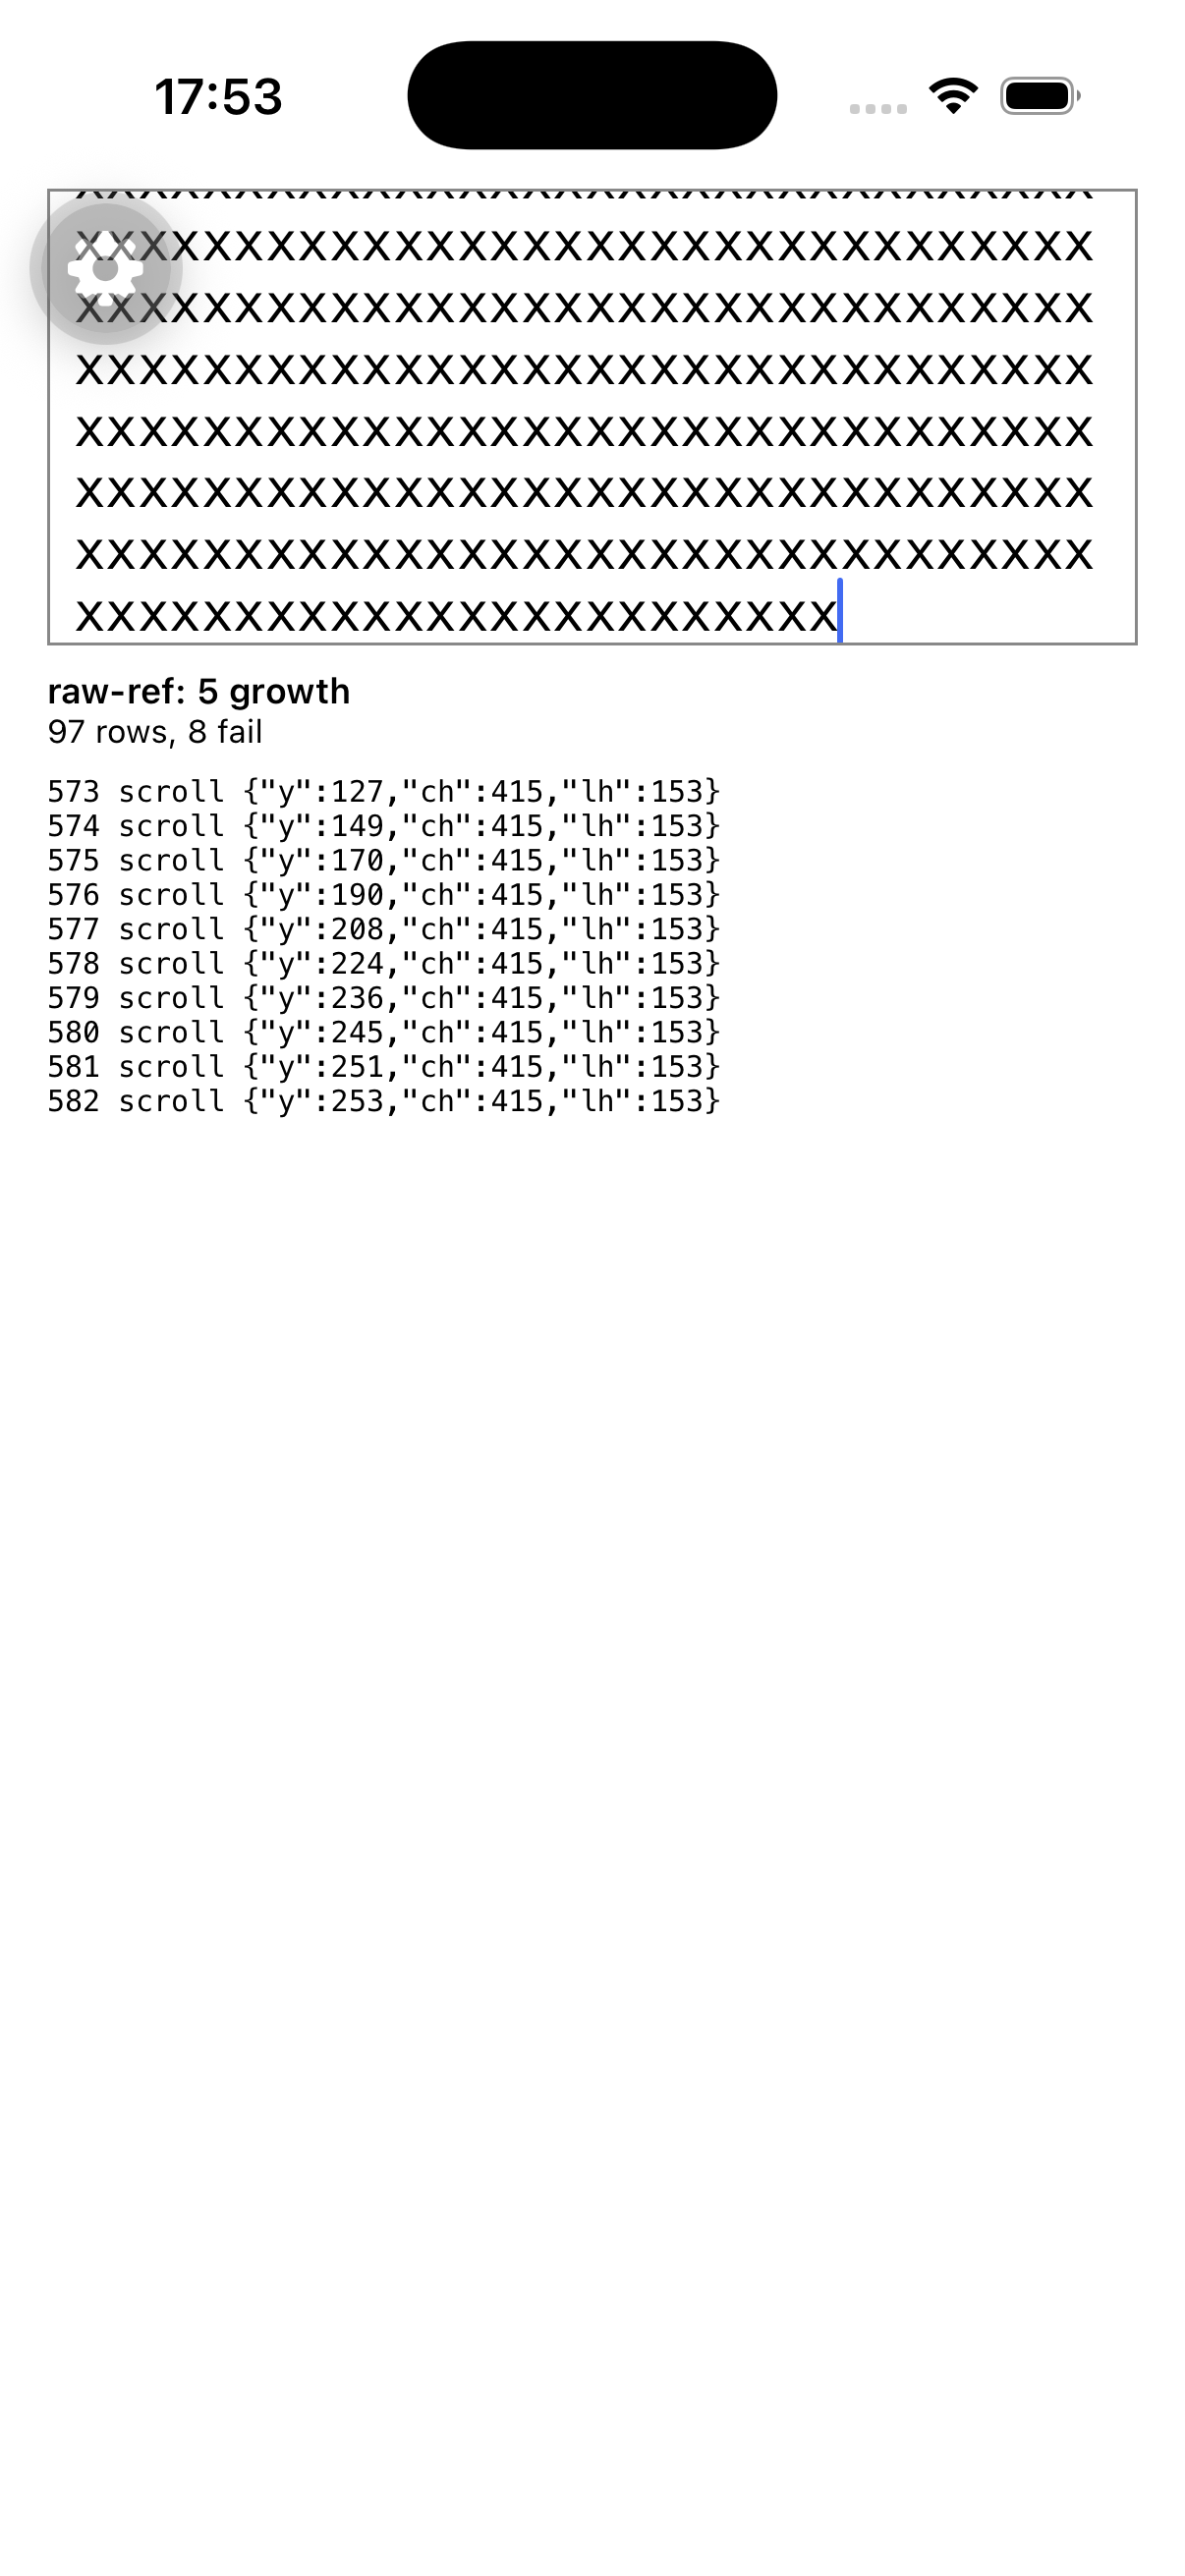 17:53
xxxxxxxxxxxxxxxxxxxxxxxxxxxxxxxx
xxxxxxxxxxxxxxxxxxxxxxxxxxxxxxxx
xxxxxxxxxxxxxxxxxxxxxxxxxxxxxxxx
xxxxxxxxxxxxxxxxxxxxxxxxxxxxxxxx
xxxxxxxxxxxxxxxxxxxxxxxxxxxxxxxx
xxxxxxxxxxxxxxxxxxxxxxxxxxxxxxxx
xxxxxxxxxxxxxxxxxxxxxxxx
raw-ref: 5 growth
97 rows, 8 fail
573 scroll {"y":127,"ch":415,"lh":153}
574 scroll {"y":149,"ch":415,"lh":153}
575 scroll {"y":170,"ch":415,"lh":153}
576 scroll {"y":190,"ch":415,"lh":153}
577 scroll {"y":208,"ch":415,"lh":153}
578 scroll {"y":224,"ch":415,"lh":153}
579 scroll {"y":236,"ch":415,"lh":153}
580 scroll {"y":245,"ch":415,"lh":153}
581 scroll {"y":251,"ch":415,"lh":153}
582 scroll {"y":253,"ch":415,"lh":153}